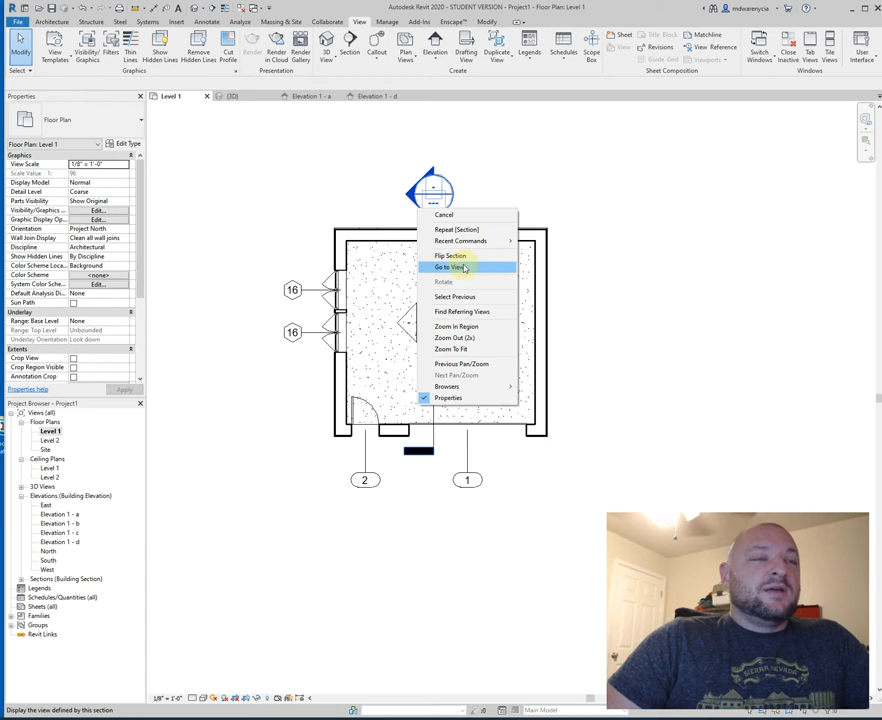 Autodesk Revit 2020 - STUDENT VERSION - Project1 - Floor Plan: Level 1
mdwarenycia
File Architecture Structure Steel Systems Insert Annotate Analyze Massing & Site Collaborate View Manage Add-Ins Enscape™ Modify
Modify
View Templates
Visibility/ Graphics
Filters
Thin Lines
Show Hidden Lines
Remove Hidden Lines
Cut Profile
Render
Render in Cloud
Render Gallery
3D View
Section
Callout
Plan Views
Elevation
Drafting View
Duplicate View
Legends
Schedules
Scope Box
Sheet
Title Block
Matchline
View
Revisions
View Reference
Guide Grid
Viewports
Switch Windows
Close Inactive
Tab Views
Tile Views
User Interface
Select
Graphics
Presentation
Create
Sheet Composition
Windows
Properties
Level 1
{3D}
Elevation 1 - a
Elevation 1 - d
Floor Plan
Floor Plan: Level 1
Edit Type
Graphics
View Scale 1/8" = 1'-0"
Scale Value 1: 96
Display Model Normal
Detail Level Coarse
Parts Visibility Show Original
Visibility/Graphics ... Edit...
Graphic Display Op... Edit...
Orientation Project North
Wall Join Display Clean all wall joins
Discipline Architectural
Show Hidden Lines By Discipline
Color Scheme Loca... Background
Color Scheme <none>
System Color Sche... Edit...
Default Analysis Di... None
Sun Path
Underlay
Range: Base Level None
Range: Top Level Unbounded
Underlay Orientation Look down
Extents
Crop View
Crop Region Visible
Annotation Crop
Properties help
Apply
Project Browser - Project1
Views (all)
Floor Plans
Level 1
Level 2
Site
Ceiling Plans
Level 1
Level 2
3D Views
Elevations (Building Elevation)
East
Elevation 1 - a
Elevation 1 - b
Elevation 1 - c
Elevation 1 - d
North
South
West
Sections (Building Section)
Legends
Schedules/Quantities (all)
Sheets (all)
Families
Groups
Revit Links
Cancel
Repeat [Section]
Recent Commands
Flip Section
Go to View
Rotate
Select Previous
Find Referring Views
Zoom In Region
Zoom Out (2x)
Zoom To Fit
Previous Pan/Zoom
Next Pan/Zoom
Browsers
Properties
16
16
2
1
SIERRA NEVADA
1/8" = 1'-0"
Display the view defined by this section
:0
Main Model